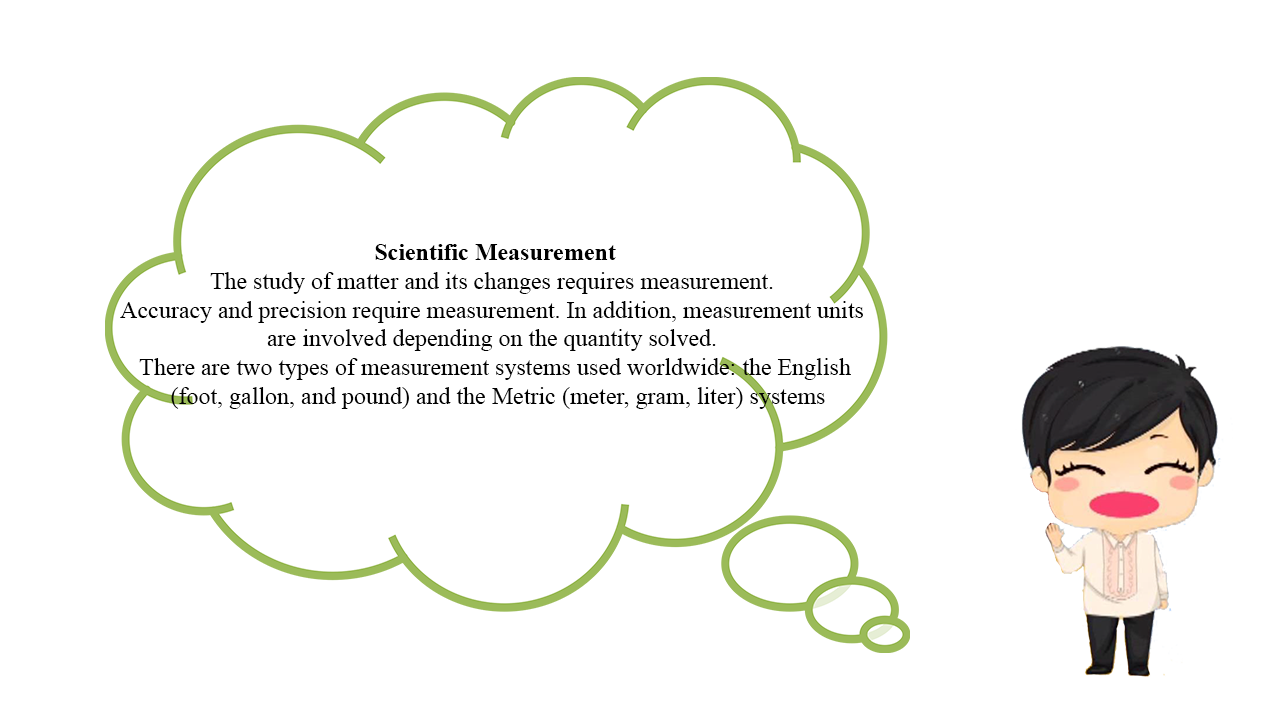 Scientific Measurement
The study of matter and its changes requires measurement.
Accuracy and precision require measurement. In addition, measurement units
are involved depending on the quantity solved.
There are two types of measurement systems used worldwide: the English
(foot, gallon, and pound) and the Metric (meter, gram, liter) systems